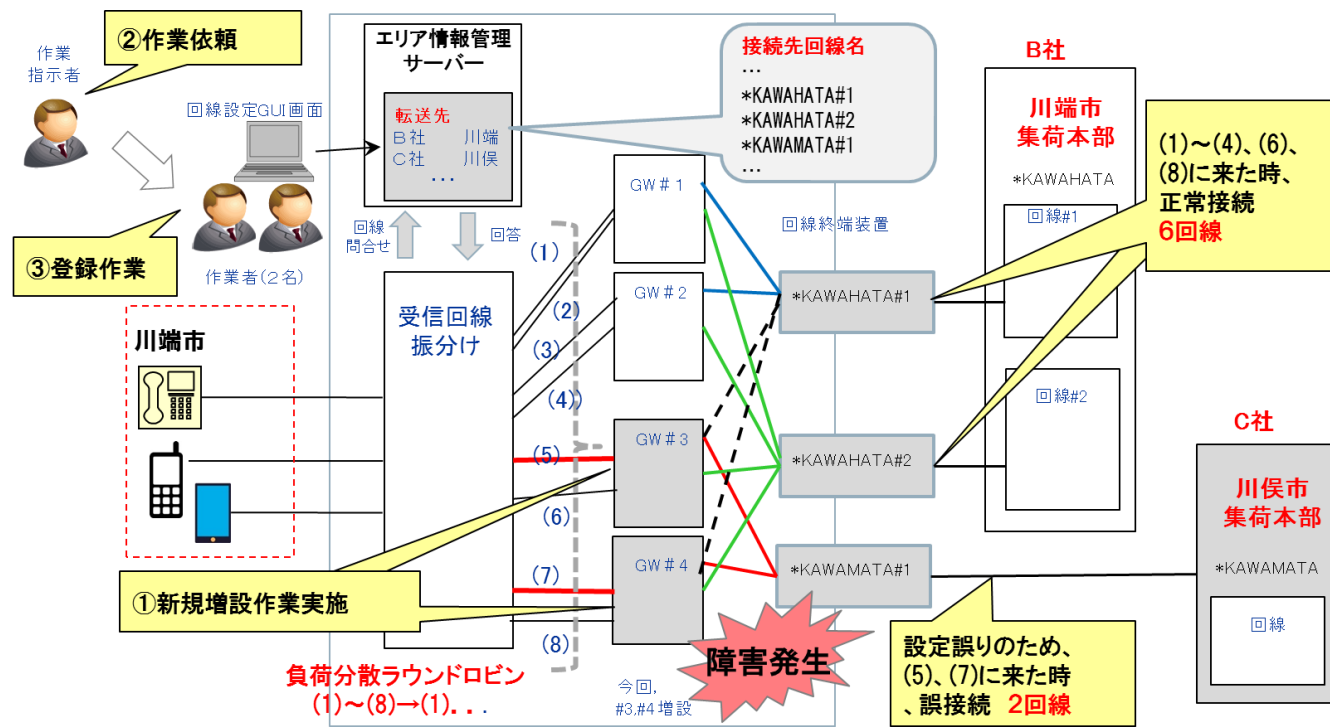 ②作業依頼
作業
指示者
回線設定GUI画面
③登録作業
作業者(2名)
エリア情報管理
サーバー
転送先
B社 川端
C社 川俣
…
回線
問合せ
回答
接続先回線名
…
*KAWAHATA#1
*KAWAHATA#2
*KAWAMATA#1
…
B社
川端市
集荷本部
*KAWAHATA
回線#1
回線#2
(1)～(4)、(6)、
(8)に来た時、
正常接続
6回線
川端市
受信回線
振分け
(1)
(2)
(3)
(4))
(5)
(6)
(7)
(8)
GW#1
GW#2
GW#3
GW#4
回線終端装置
*KAWAHATA#1
*KAWAHATA#2
*KAWAMATA#1
C社
川俣市
集荷本部
*KAWAMATA
回線
①新規増設作業実施
負荷分散ラウンドロビン
(1)～(8)→(1)...
今回,
#3,#4増設
障害発生
設定誤りのため、
(5)、(7)に来た時
、誤接続 2回線